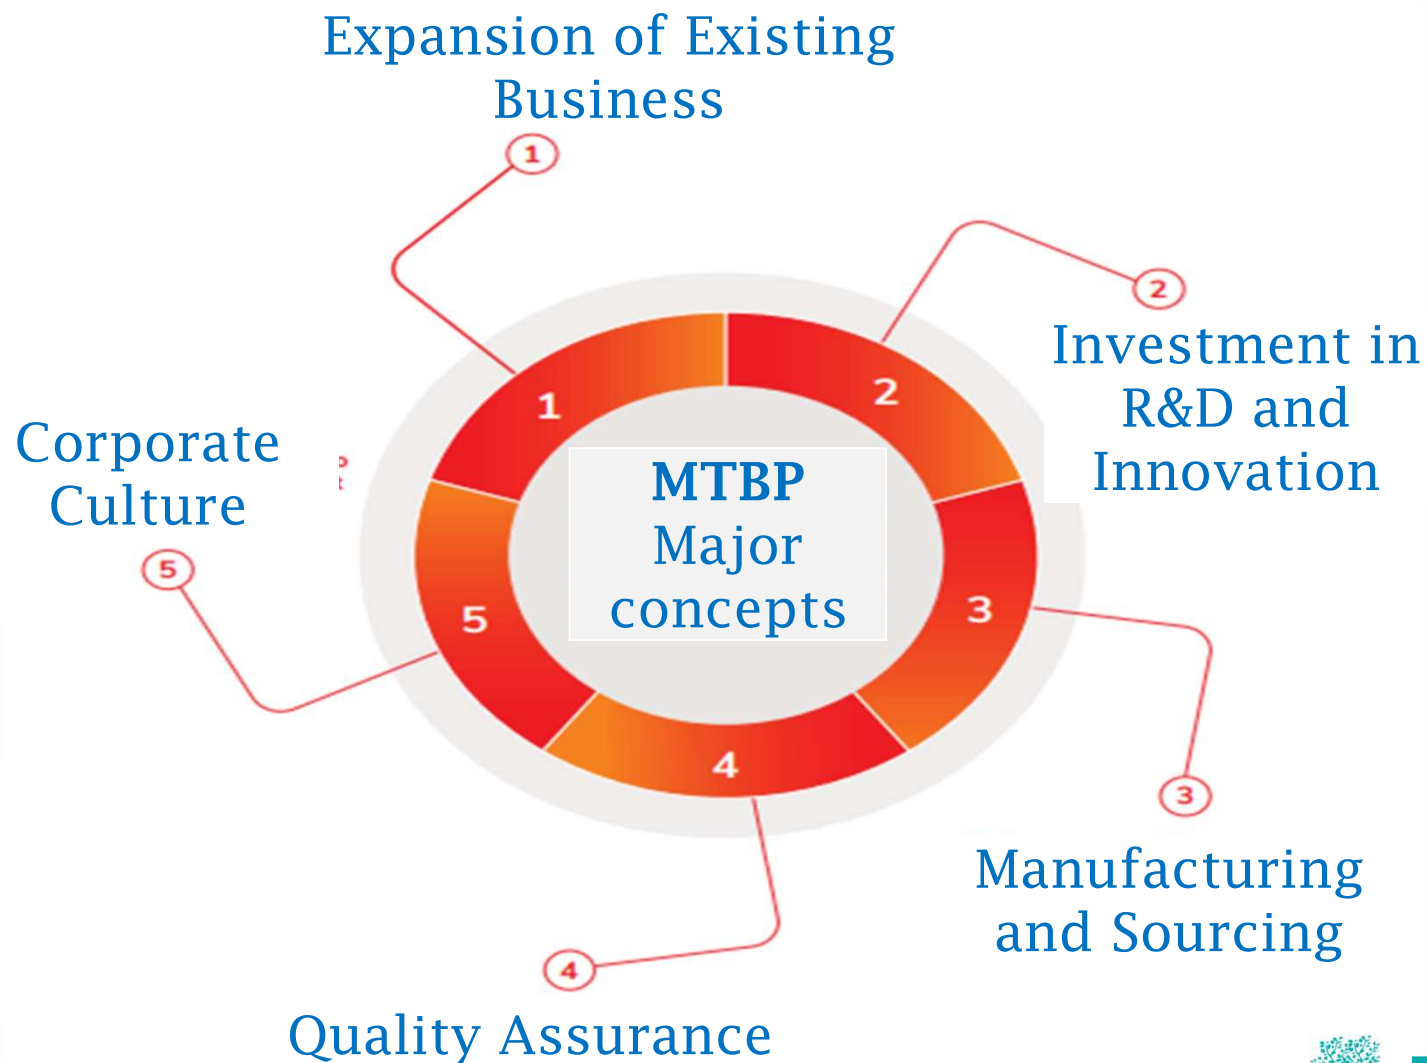 Expansion of Existing
Business
1
2
Investment in
R&D and
Innovation
1
2
Corporate
Culture
MTBP
Major
concepts
5
5
3
4
3
Manufacturing
and Sourcing
4
Quality Assurance